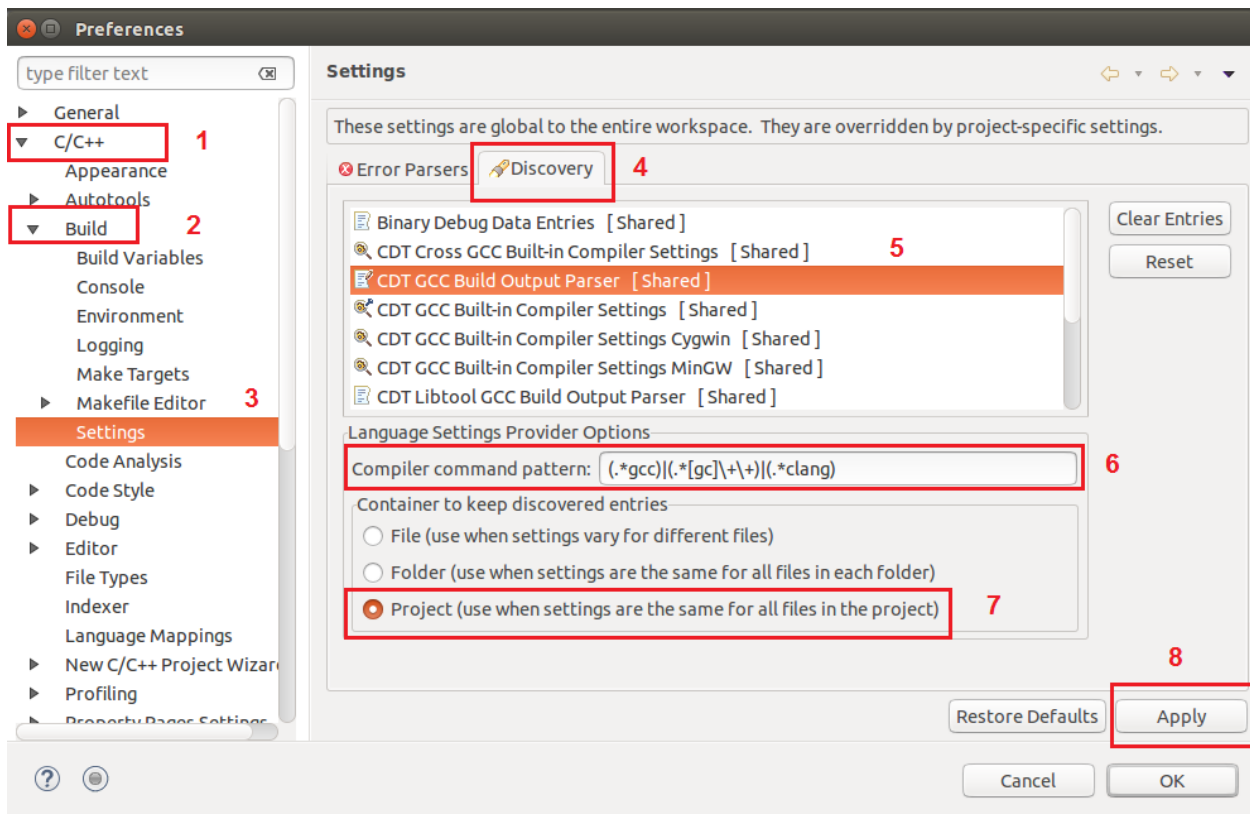 Preferences
type filter text
General
C/C++ 1
Appearance
Autotools
Build 2
Build Variables
Console
Environment
Logging
Make Targets
Makefile Editor 3
Settings
Code Analysis
Code Style
Debug
Editor
File Types
Indexer
Language Mappings
New C/C++ Project Wizar
Profiling
Property Pages Settings
Settings
These settings are global to the entire workspace. They are overridden by project-specific settings.
Error Parsers Discovery 4
Binary Debug Data Entries [ Shared ]
CDT Cross GCC Built-in Compiler Settings [ Shared ] 5
CDT GCC Build Output Parser [ Shared ]
CDT GCC Built-in Compiler Settings [ Shared ]
CDT GCC Built-in Compiler Settings Cygwin [ Shared ]
CDT GCC Built-in Compiler Settings MinGW [ Shared ]
CDT Libtool GCC Build Output Parser [ Shared ]
Clear Entries
Reset
Language Settings Provider Options
Compiler command pattern: (.*gcc)|(.*[gc]\+\+)|(.*clang) 6
Container to keep discovered entries
File (use when settings vary for different files)
Folder (use when settings are the same for all files in each folder)
Project (use when settings are the same for all files in the project) 7
8
Restore Defaults Apply
? Cancel OK